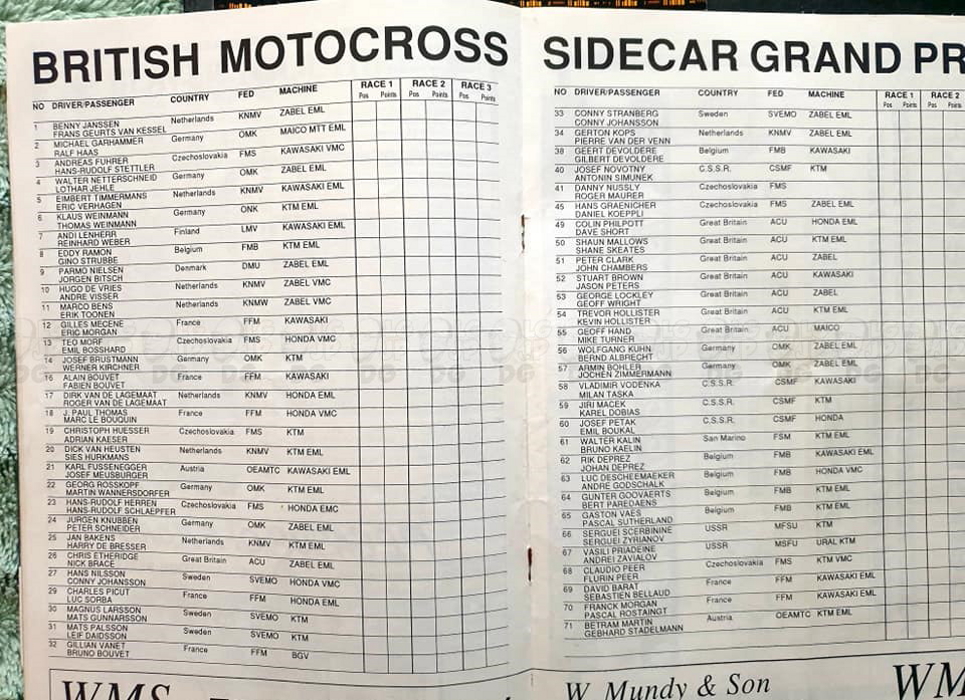 BRITISH MOTOCROSS SIDECAR GRAND PR
NO DRIVER/PASSENGER COUNTRY FED MACHINE RACE 1 RACE 2 RACE 3
Pos Points Pos Points Pos Points
1 BENNY JANSSEN Netherlands KNMV ZABEL EML
FRANS GEURTS VAN KESSEL
2 MICHAEL GARHAMMER Germany OMK MAICO MTT EML
RALF HAAS
3 ANDREAS FUHRER Czechoslovakia FMS KAWASAKI VMC
HANS-RUDOLF STETTLER
4 WALTER NETTERSCHNEID Germany OMK ZABEL EML
LOTHAR JEHLE
5 EIMBERT TIMMERMANS Netherlands KNMV KAWASAKI EML
ERIC VERHAGEN
6 KLAUS WEINMANN Germany ONK KTM EML
THOMAS WEINMANN
7 ANDI LENHERR Finland LMV KAWASAKI EML
REINHARD WEBER
8 EDDY RAMON Belgium FMB KTM EML
GINO STRUBBE
9 PARMO NIELSEN Denmark DMU ZABEL EML
JORGEN BITSCH
10 HUGO DE VRIES Netherlands KNMV ZABEL VMC
ANDRE VISSER
11 MARCO BENS Netherlands KNMW ZABEL VMC
ERIK TOONEN
12 GILLES MECENE France FFM KAWASAKI
ERIC MORGAN
13 TEO MORF Czechoslovakia FMS HONDA VMC
EMIL BOSSHARD
14 JOSEF BRUSTMANN Germany OMK KTM
WERNER KIRCHNER
16 ALAIN BOUVET France FFM KAWASAKI
FABIEN BOUVET
17 DIRK VAN DE LAGEMAAT Netherlands KNMV HONDA EML
ROGER VAN DE LAGEMAAT
18 J. PAUL THOMAS France FFM HONDA VMC
MARC LE BOUQUIN
19 CHRISTOPH HUESSER Czechoslovakia FMS KTM
ADRIAN KAESER
20 DICK VAN HEUSTEN Netherlands KNMV KTM EML
SIES HURKMANS
21 KARL FUSSENEGGER Austria OEAMTC KAWASAKI EML
JOSEF MEUSBURGER
22 GEORG ROSSKOPF Germany OMK KTM EML
MARTIN WANNERSDORFER
23 HANS-RUDOLF HERREN Czechoslovakia FMS HONDA EMC
HANS-RUDOLF SCHLAEPFER
24 JURGEN KNUBBEN Germany OMK ZABEL EML
PETER SCHNEIDER
25 JAN BAKENS Netherlands KNMV KTM EML
HARRY DE BRESSER
26 CHRIS ETHERIDGE Great Britain ACU ZABEL EML
NICK BRACE
27 HANS NILSSON Sweden SVEMO HONDA VMC
CONNY JOHANSSON
29 CHARLES PICUT France FFM HONDA EML
LUC SORBA
30 MAGNUS LARSSON Sweden SVEMO KTM
MATS GUNNARSSON
31 MATS PALSSON Sweden SVEMO KTM
LEIF DAIDSSON
32 GILLIAN VANET France FFM BGV
BRUNO BOUVET
WMS
NO DRIVER/PASSENGER COUNTRY FED MACHINE RACE 1 RACE 2
Pos Points Pos Points
33 CONNY STRANBERG Sweden SVEMO ZABEL EML
CONNY JOHANSSON
34 GERTON KOPS Netherlands KNMV ZABEL EML
PIERRE VAN DER VENN
38 GEERT DEVOLDERE Belgium FMB KAWASAKI
GILBERT DEVOLDERE
40 JOSEF NOVOTNY C.S.S.R. CSMF KTM
ANTONIN SIMUNEK
41 DANNY NUSSLY Czechoslovakia FMS
ROGER MAURER
45 HANS GRAENICHER Czechoslovakia FMS ZABEL EML
DANIEL KOEPPLI
49 COLIN PHILPOTT Great Britain ACU HONDA EML
DAVE SHORT
50 SHAUN MALLOWS Great Britain ACU KTM EML
SHANE SKEATES
51 PETER CLARK Great Britain ACU ZABEL
JOHN CHAMBERS
52 STUART BROWN Great Britain ACU KAWASAKI
JASON PETERS
53 GEORGE LOCKLEY Great Britain ACU ZABEL
GEOFF WRIGHT
54 TREVOR HOLLISTER Great Britain ACU KTM EML
KEVIN HOLLISTER
55 GEOFF HAND Great Britain ACU MAICO
MIKE TURNER
56 WOLFGANG KUHN Germany OMK ZABEL EML
BERND ALBRECHT
57 ARMIN BOHLER Germany OMK ZABEL EML
JOCHEN ZIMMERMANN
58 VLADIMIR VODENKA C.S.S.R. CSMF KAWASAKI
MILAN TASKA
59 JIRI MACEK C.S.S.R. CSMF KTM
KAREL DOBIAS
60 JOSEF PETAK C.S.S.R. CSMF HONDA
EMIL BOUKAL
61 WALTER KALIN San Marino FSM KTM EML
BRUNO KAELIN
62 RIK DEPREZ Belgium FMB KAWASAKI EML
JOHAN DEPREZ
63 LUC DESCHEEMAEKER Belgium FMB HONDA VMC
ANDRE GODSCHALK
64 GUNTER GOOVAERTS Belgium FMB KTM EML
BERT PAREDAENS
65 GASTON VAES Belgium FMB KTM EML
PASCAL SUTHERLAND
66 SERGUEI SCERBININE USSR MFSU KTM
SERGUEI ZYRIANOV
67 VASILI PRIADEINE USSR MSFU URAL KTM
ANDREI ZAVIALOV
68 CLAUDIO PEER Czechoslovakia FMS KTM VMC
FLURIN PEER
69 DAVID BARAT France FFM KAWASAKI EML
SEBASTIEN BELLAUD
70 FRANCK MORGAN France FFM KAWASAKI EML
PASCAL ROSTAINGT
71 BETRAM MARTIN Austria OEAMTC KTM EML
GEBHARD STADELMANN
W. Mundy & Son WM